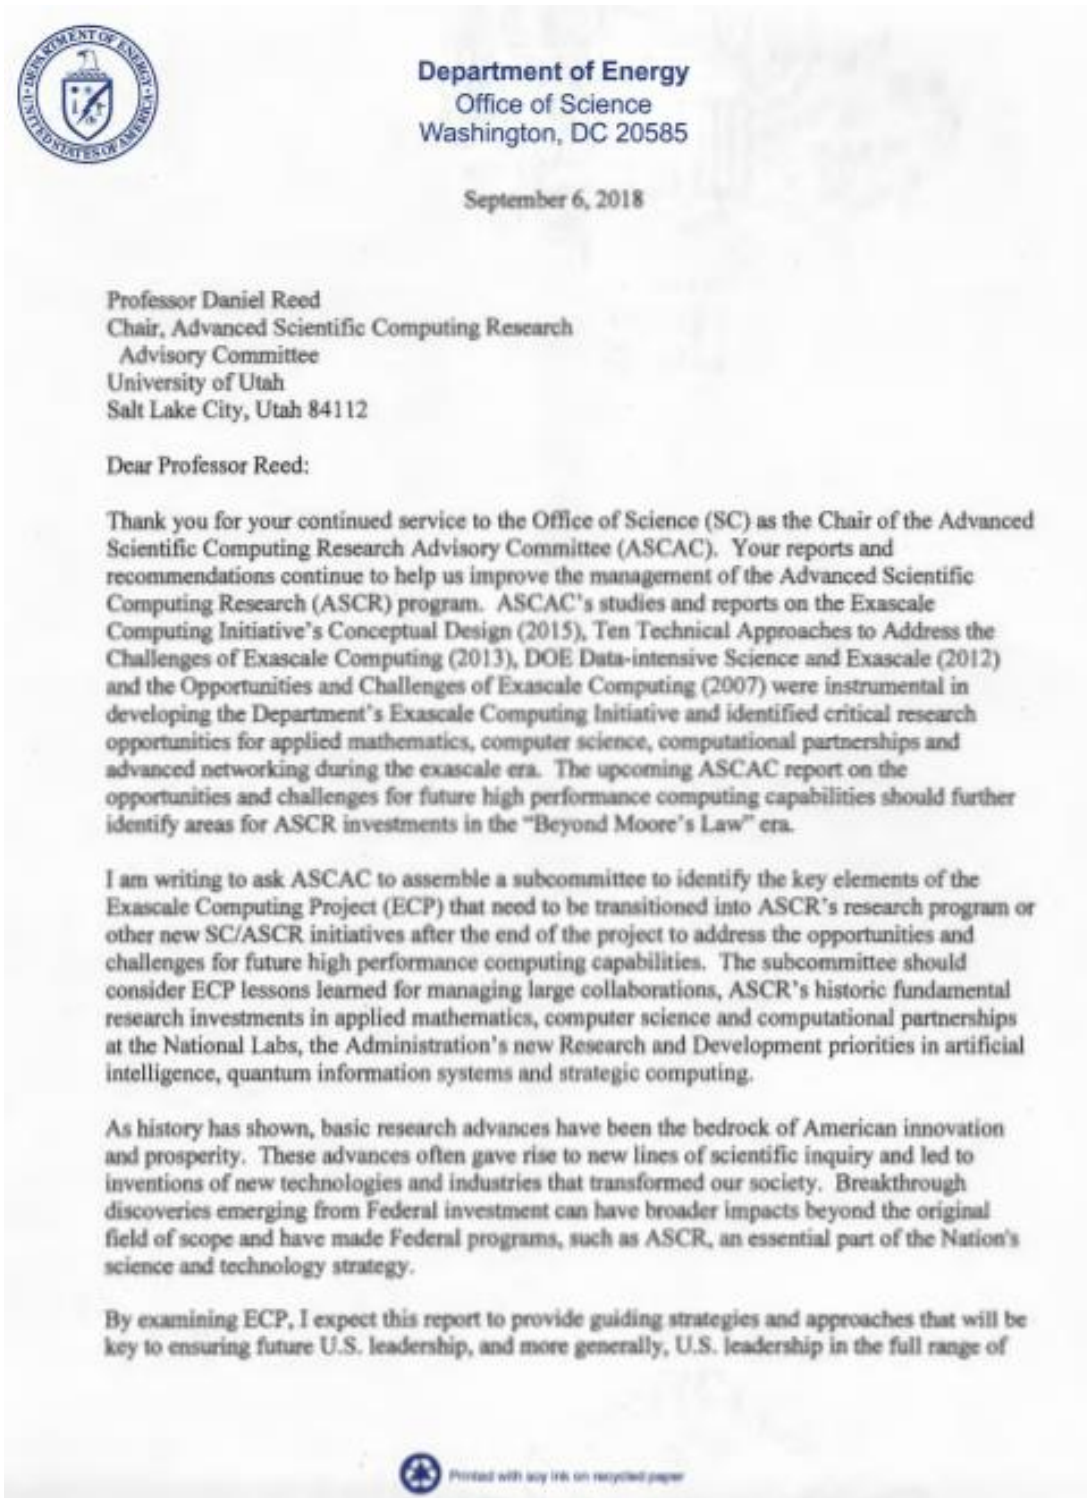 DEPARTMENT OF ENERGY
UNITED STATES OF AMERICA
Department of Energy
Office of Science
Washington, DC 20585
September 6, 2018
Professor Daniel Reed
Chair, Advanced Scientific Computing Research
Advisory Committee
University of Utah
Salt Lake City, Utah 84112
Dear Professor Reed:
Thank you for your continued service to the Office of Science (SC) as the Chair of the Advanced
Scientific Computing Research Advisory Committee (ASCAC). Your reports and
recommendations continue to help us improve the management of the Advanced Scientific
Computing Research (ASCR) program. ASCAC's studies and reports on the Exascale
Computing Initiative's Conceptual Design (2015), Ten Technical Approaches to Address the
Challenges of Exascale Computing (2013), DOE Data-intensive Science and Exascale (2012)
and the Opportunities and Challenges of Exascale Computing (2007) were instrumental in
developing the Department's Exascale Computing Initiative and identified critical research
opportunities for applied mathematics, computer science, computational partnerships and
advanced networking during the exascale era. The upcoming ASCAC report on the
opportunities and challenges for future high performance computing capabilities should further
identify areas for ASCR investments in the "Beyond Moore's Law" era.
I am writing to ask ASCAC to assemble a subcommittee to identify the key elements of the
Exascale Computing Project (ECP) that need to be transitioned into ASCR's research program or
other new SC/ASCR initiatives after the end of the project to address the opportunities and
challenges for future high performance computing capabilities. The subcommittee should
consider ECP lessons learned for managing large collaborations, ASCR's historic fundamental
research investments in applied mathematics, computer science and computational partnerships
at the National Labs, the Administration's new Research and Development priorities in artificial
intelligence, quantum information systems and strategic computing.
As history has shown, basic research advances have been the bedrock of American innovation
and prosperity. These advances often gave rise to new lines of scientific inquiry and led to
inventions of new technologies and industries that transformed our society. Breakthrough
discoveries emerging from Federal investment can have broader impacts beyond the original
field of scope and have made Federal programs, such as ASCR, an essential part of the Nation's
science and technology strategy.
By examining ECP, I expect this report to provide guiding strategies and approaches that will be
key to ensuring future U.S. leadership, and more generally, U.S. leadership in the full range of
Printed with soy ink on recycled paper